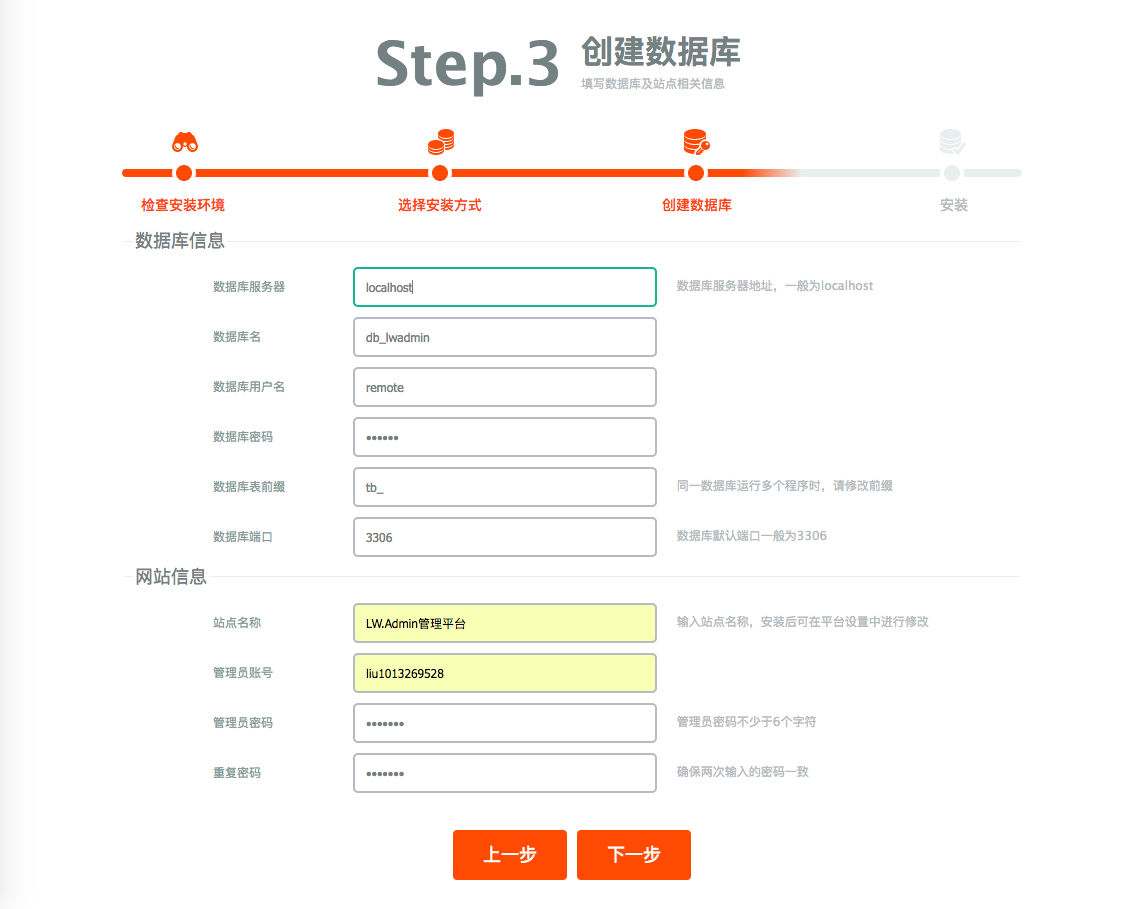 Step.3 创建数据库
填写数据库及站点相关信息
检查安装环境 选择安装方式 创建数据库 安装
数据库信息
数据库服务器 localhost 数据库服务器地址，一般为localhost
数据库名 db_lwadmin
数据库用户名 remote
数据库密码 ••••••
数据库表前缀 tb_ 同一数据库运行多个程序时，请修改前缀
数据库端口 3306 数据库默认端口一般为3306
网站信息
站点名称 LW.Admin管理平台 输入站点名称，安装后可在平台设置中进行修改
管理员账号 liu1013269528
管理员密码 ••••••• 管理员密码不少于6个字符
重复密码 ••••••• 确保两次输入的密码一致
上一步 下一步